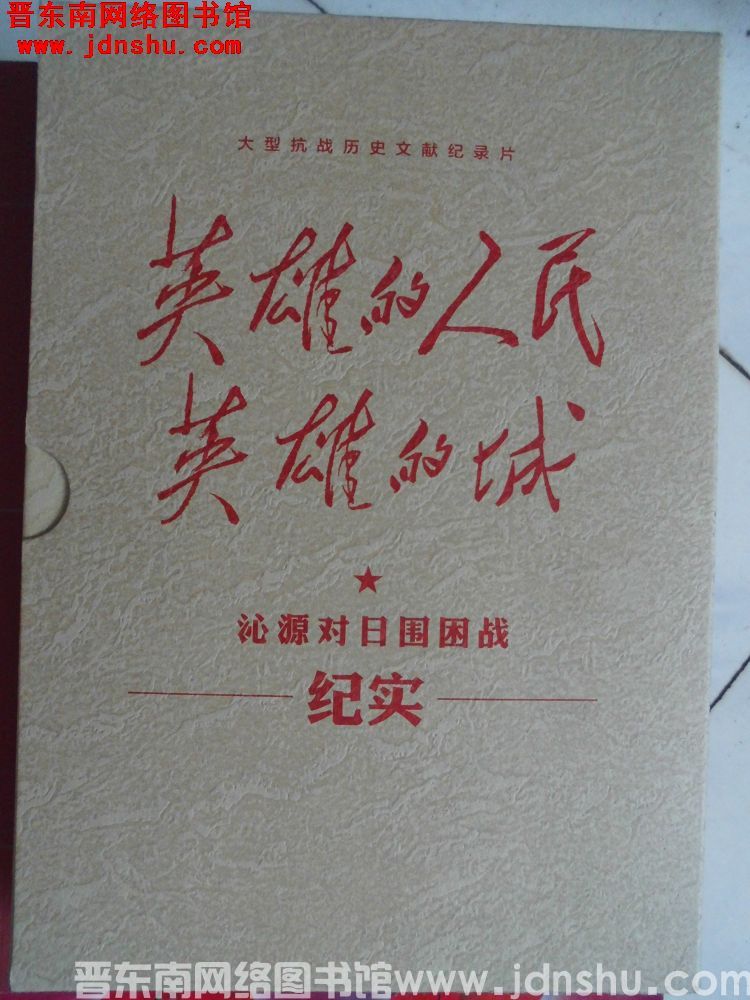 晋东南网络图书馆
www.jdnshu.com
大型抗战历史文献纪录片
英雄的人民
英雄的城
沁源对日围困战
纪实
晋东南网络图书馆www.jdnshu.com